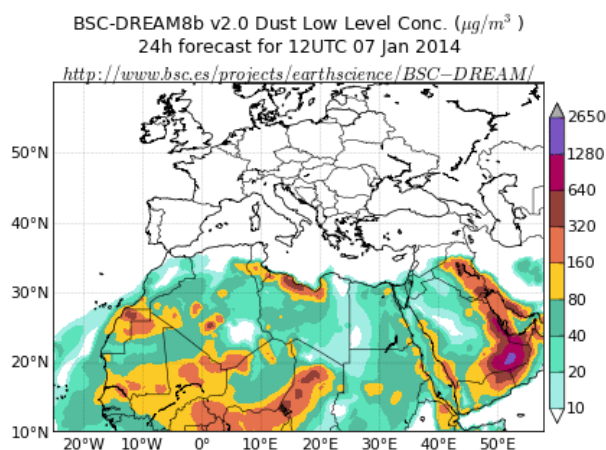 BSC-DREAM8b v2.0 Dust Low Level Conc. (μg/m³ )
24h forecast for 12UTC 07 Jan 2014
http://www.bsc.es/projects/earthscience/BSC−DREAM/
2650
1280
640
320
160
80
40
20
10
50°N
40°N
30°N
20°N
10°N
20°W
10°W
0°
10°E
20°E
30°E
40°E
50°E